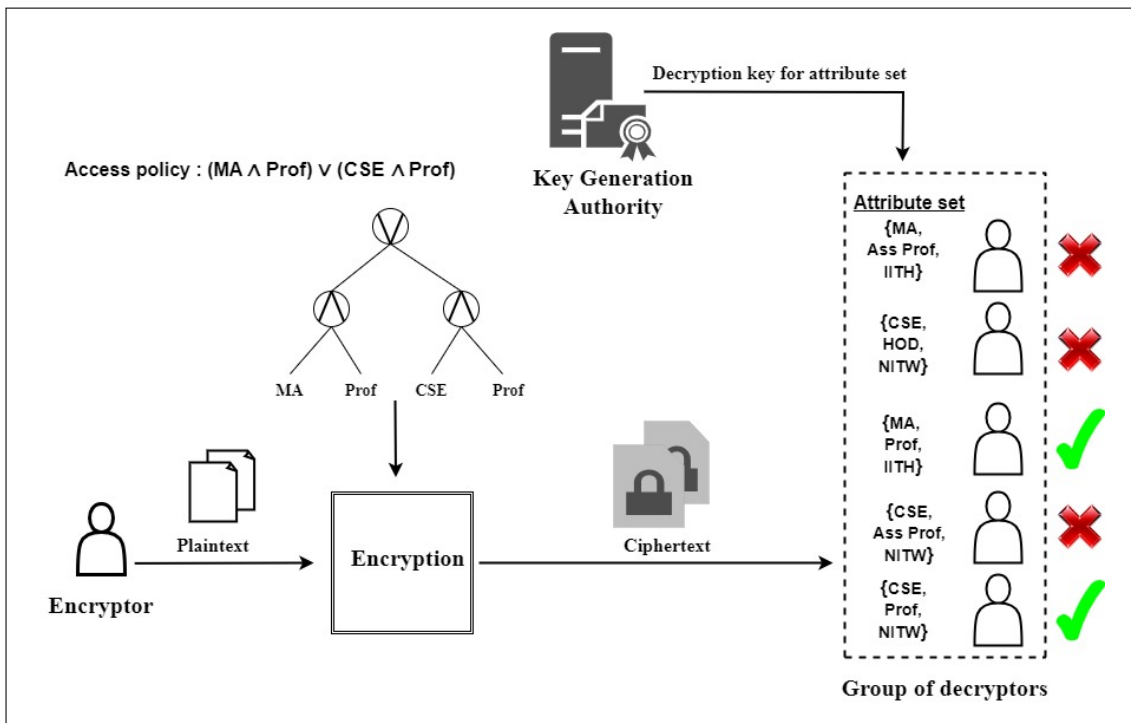 Decryption key for attribute set
Key Generation
Authority
Access policy : (MA ∧ Prof) ∨ (CSE ∧ Prof)
MA
Prof
CSE
Prof
Plaintext
Encryptor
Encryption
Ciphertext
Attribute set
{MA,
Ass Prof,
IITH}
{CSE,
HOD,
NITW}
{MA,
Prof,
IITH}
{CSE,
Ass Prof,
NITW}
{CSE,
Prof,
NITW}
Group of decryptors